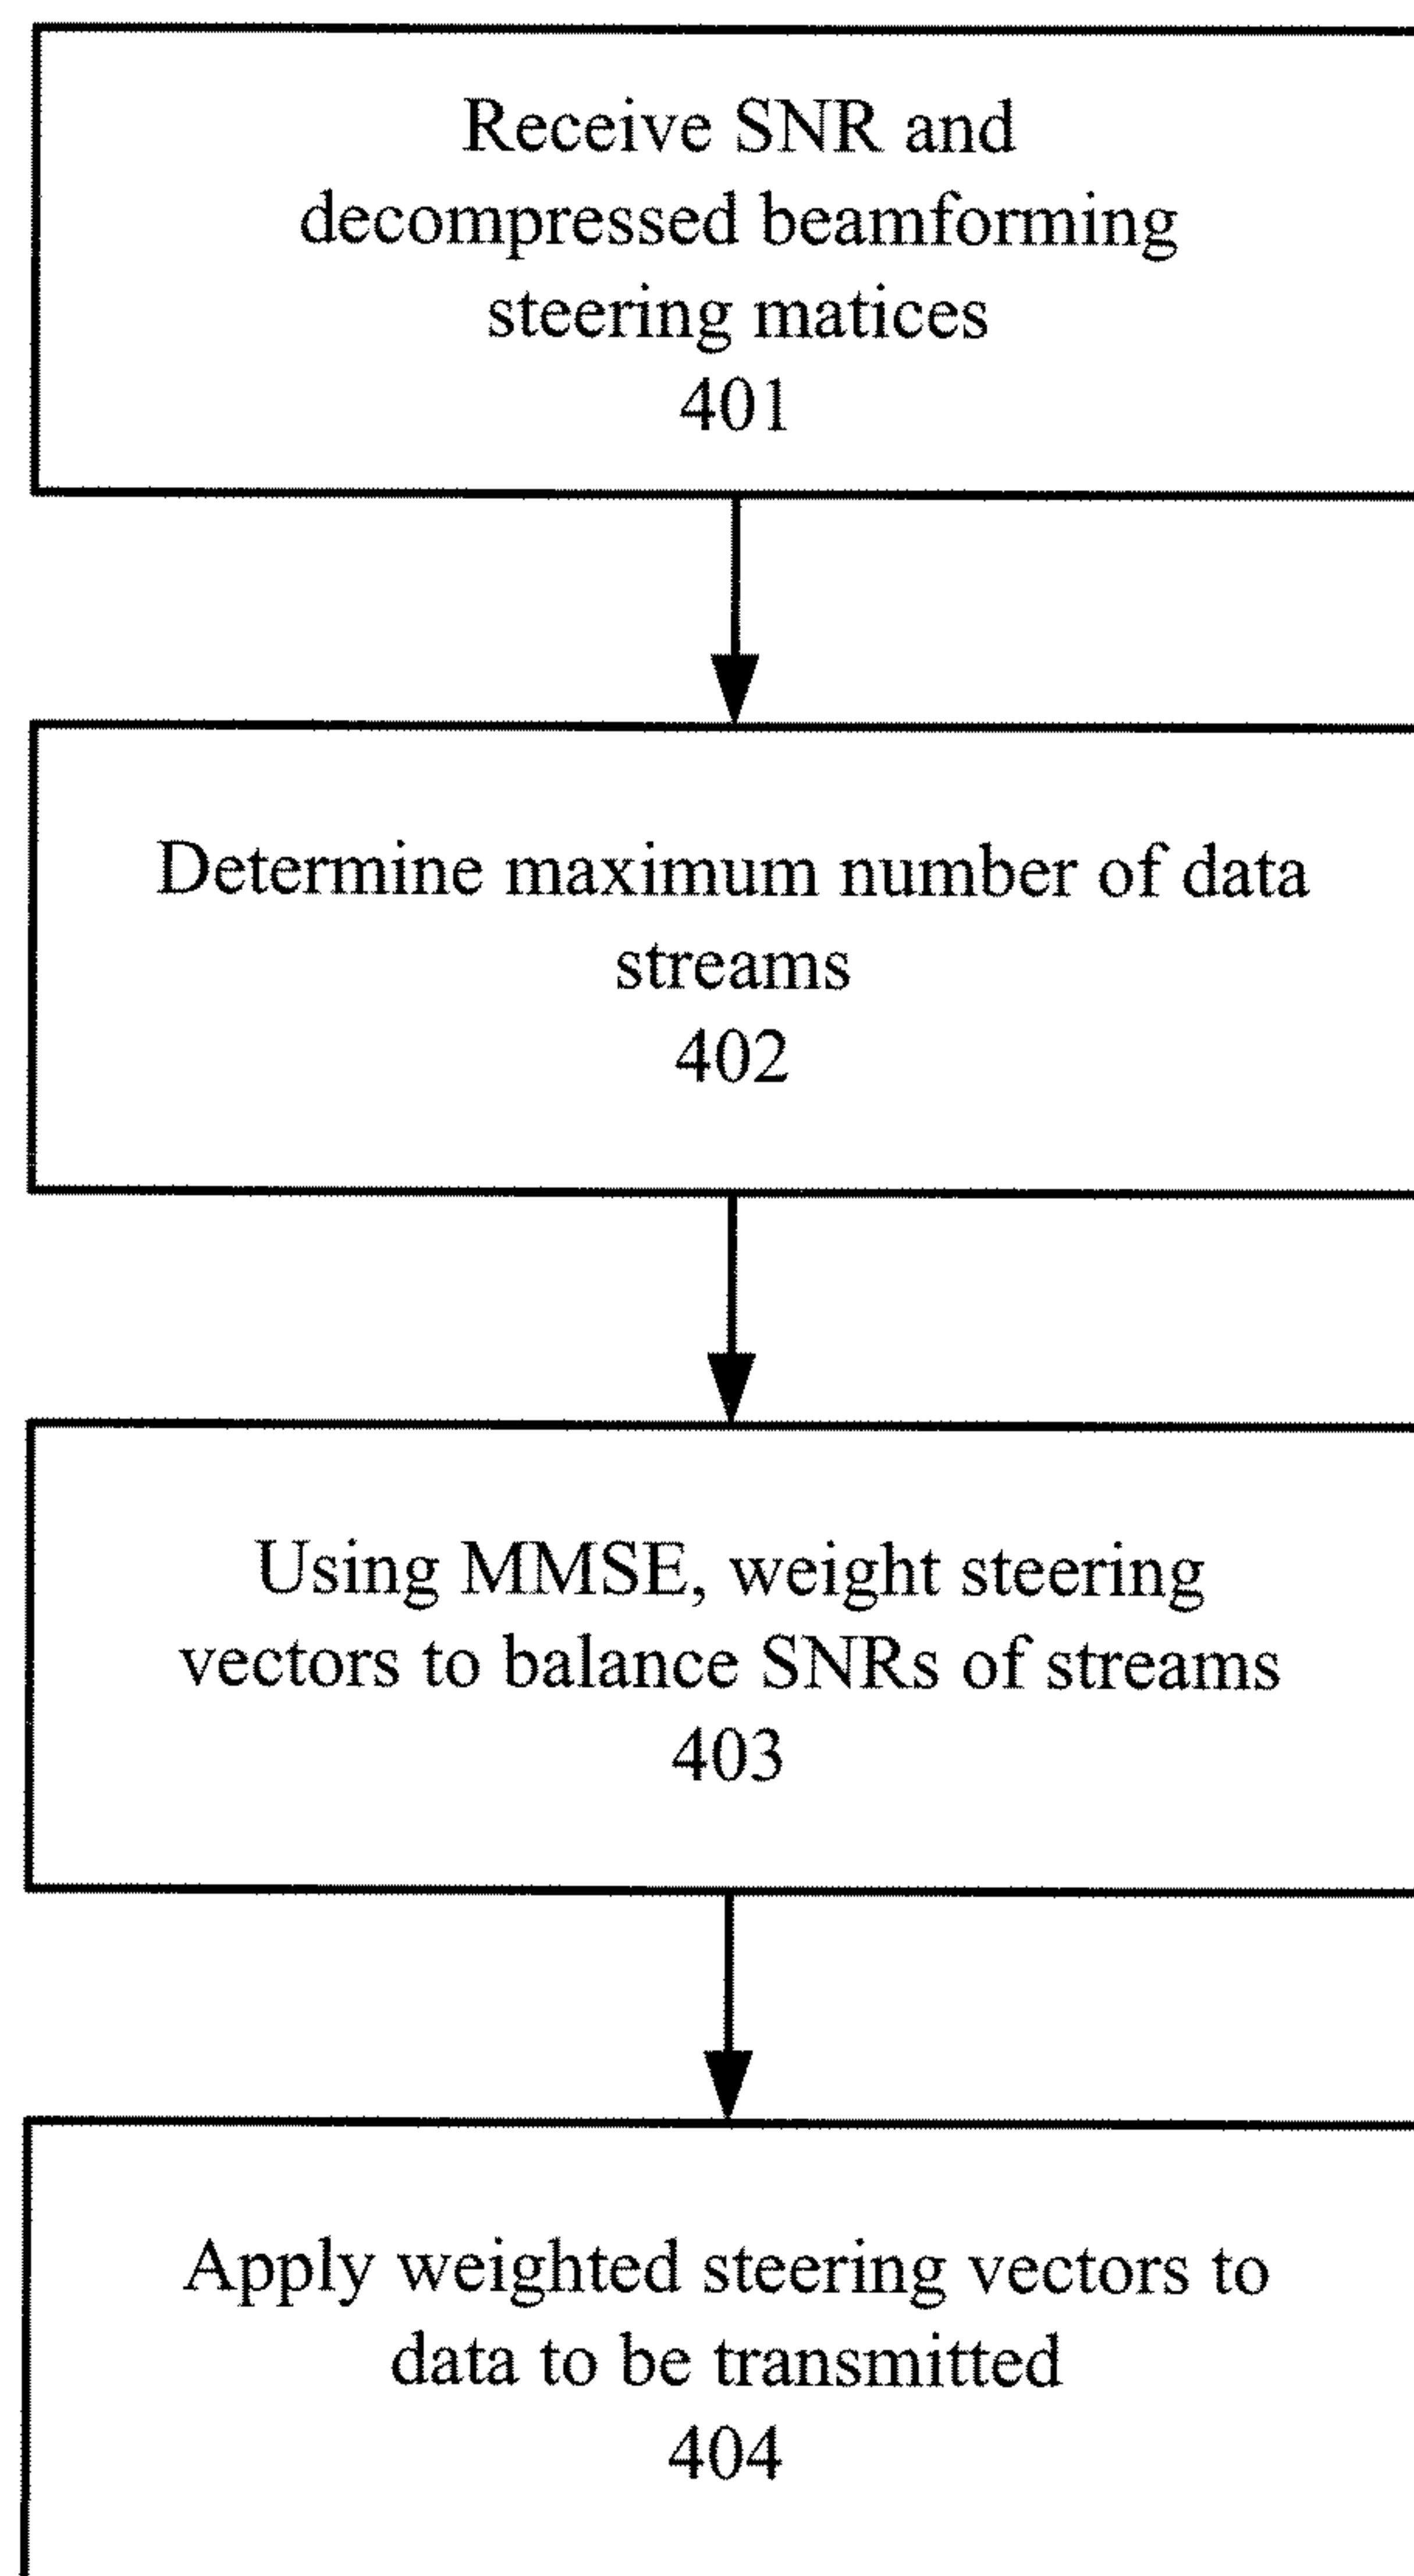 Receive SNR and
decompressed beamforming
steering matices
401
Determine maximum number of data
streams
402
Using MMSE, weight steering
vectors to balance SNRs of streams
403
Apply weighted steering vectors to
data to be transmitted
404